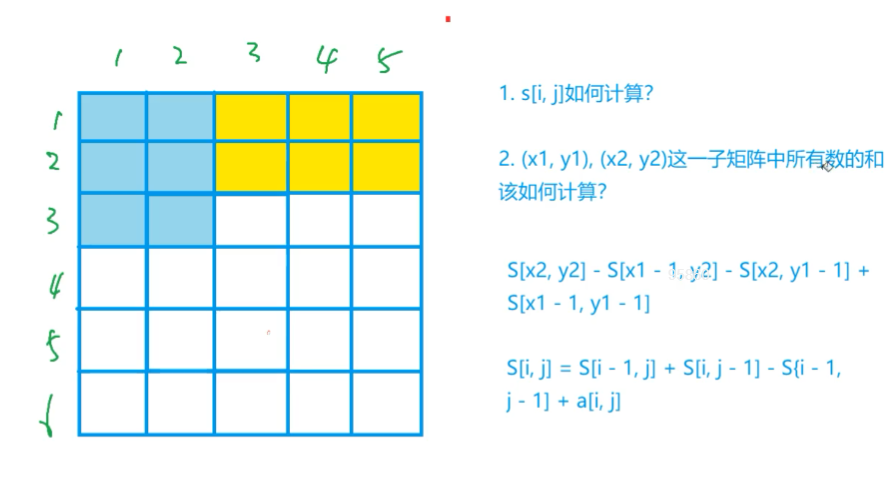 1 2 3 4 5
1
2
3
4
5
1. s[i, j]如何计算?
2. (x1, y1), (x2, y2)这一子矩阵中所有数的和
该如何计算?
S[x2, y2] - S[x1 - 1, y2] - S[x2, y1 - 1] +
S[x1 - 1, y1 - 1]
S[i, j] = S[i - 1, j] + S[i, j - 1] - S{i - 1,
j - 1] + a[i, j]